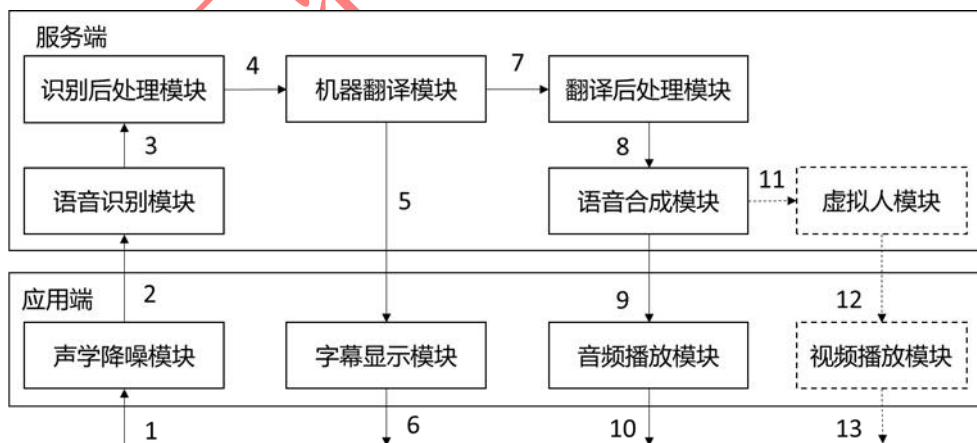 服务端
识别后处理模块
4
机器翻译模块
7
翻译后处理模块
3
8
语音识别模块
5
语音合成模块
11
虚拟人模块
应用端
2
9
12
声学降噪模块
字幕显示模块
音频播放模块
视频播放模块
1
6
10
13